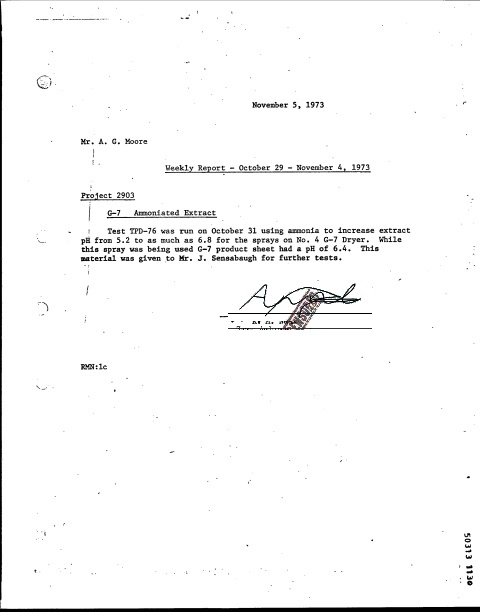 November 5, 1973
Mr. A. G. Moore
Weekly Report - October 29 - November 4, 1973
Project 2903
G-7 Ammoniated Extract
Test TPD-76 was run on October 31 using ammonia to increase extract
pH from 5.2 to as much as 6.8 for the sprays on No. 4 G-7 Dryer. While
this spray was being used G-7 product sheet had a pH of 6.4. This
material was given to Mr. J. Sensabaugh for further tests.
RMN:lc
50313 1130